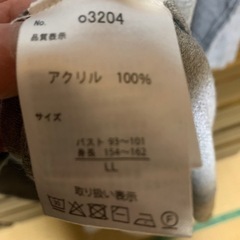 No. o3204
品質表示
アクリル 100%
サイズ
バスト 93~101
身長 154~162
LL
取り扱い表示